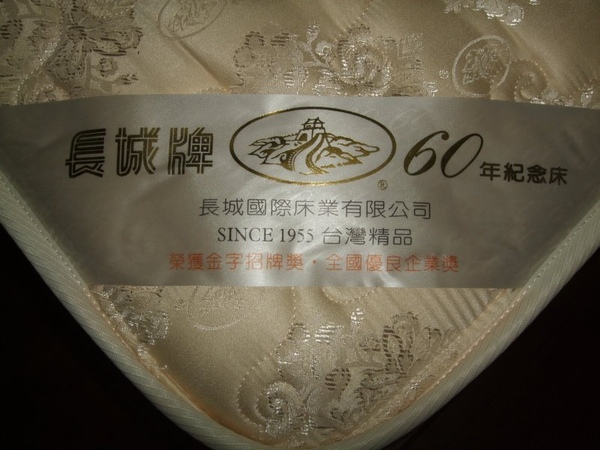 長城牌 ® 60年紀念床
長城國際床業有限公司
SINCE 1955 台灣精品
榮獲金字招牌獎·全國優良企業獎